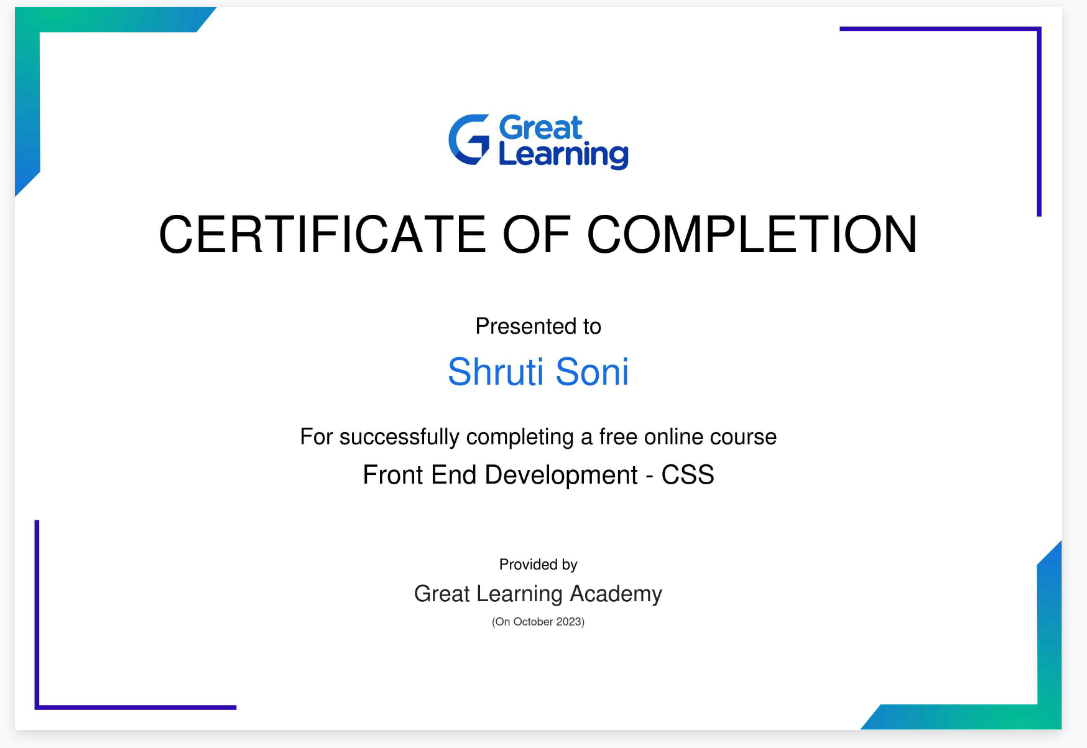 Great
Learning
CERTIFICATE OF COMPLETION
Presented to
Shruti Soni
For successfully completing a free online course
Front End Development - CSS
Provided by
Great Learning Academy
(On October 2023)